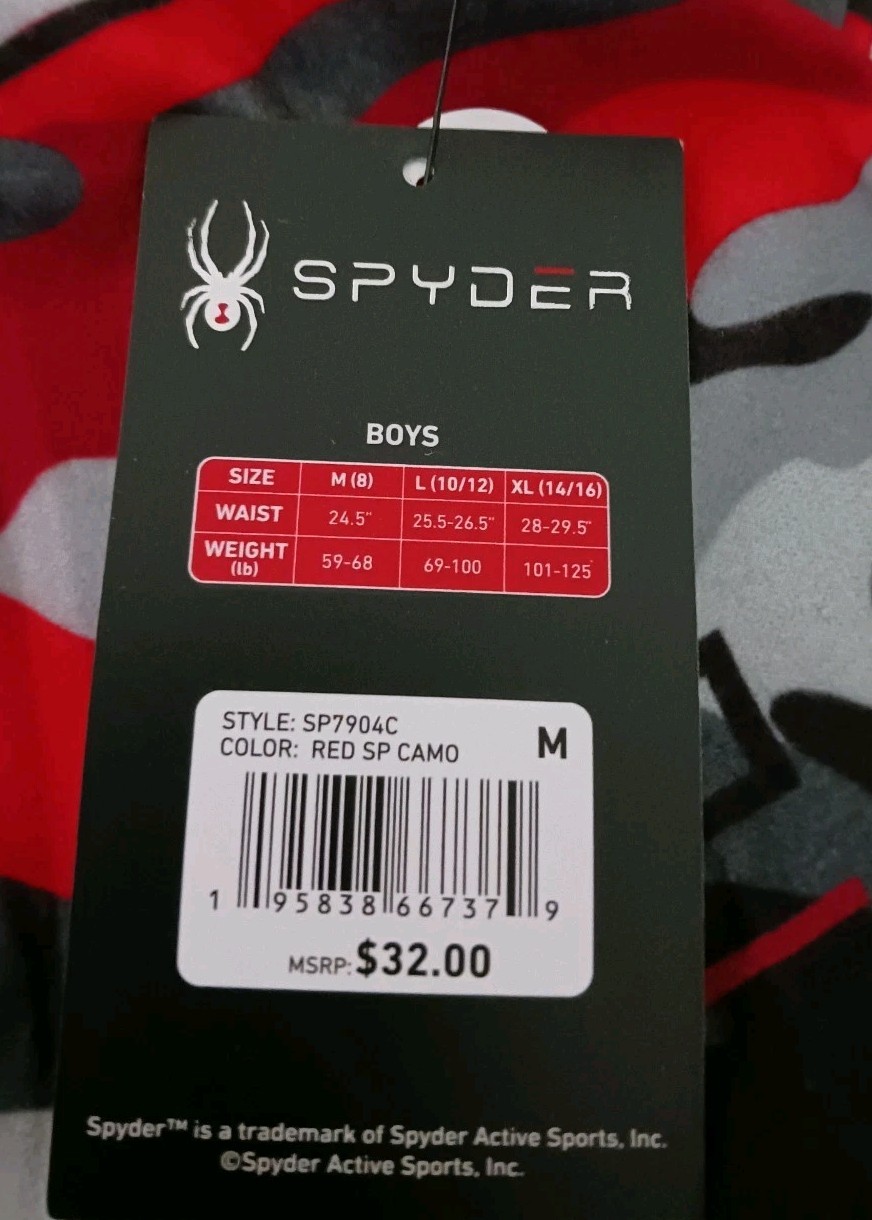 SPYDER
BOYS
SIZE M (8) L (10/12) XL (14/16)
WAIST 24.5" 25.5-26.5" 28-29.5"
WEIGHT (lb) 59-68 69-100 101-125
STYLE: SP7904C
COLOR: RED SP CAMO
M
1 95838 66737 9
MSRP: $32.00
Spyder™ is a trademark of Spyder Active Sports, Inc.
©Spyder Active Sports, Inc.